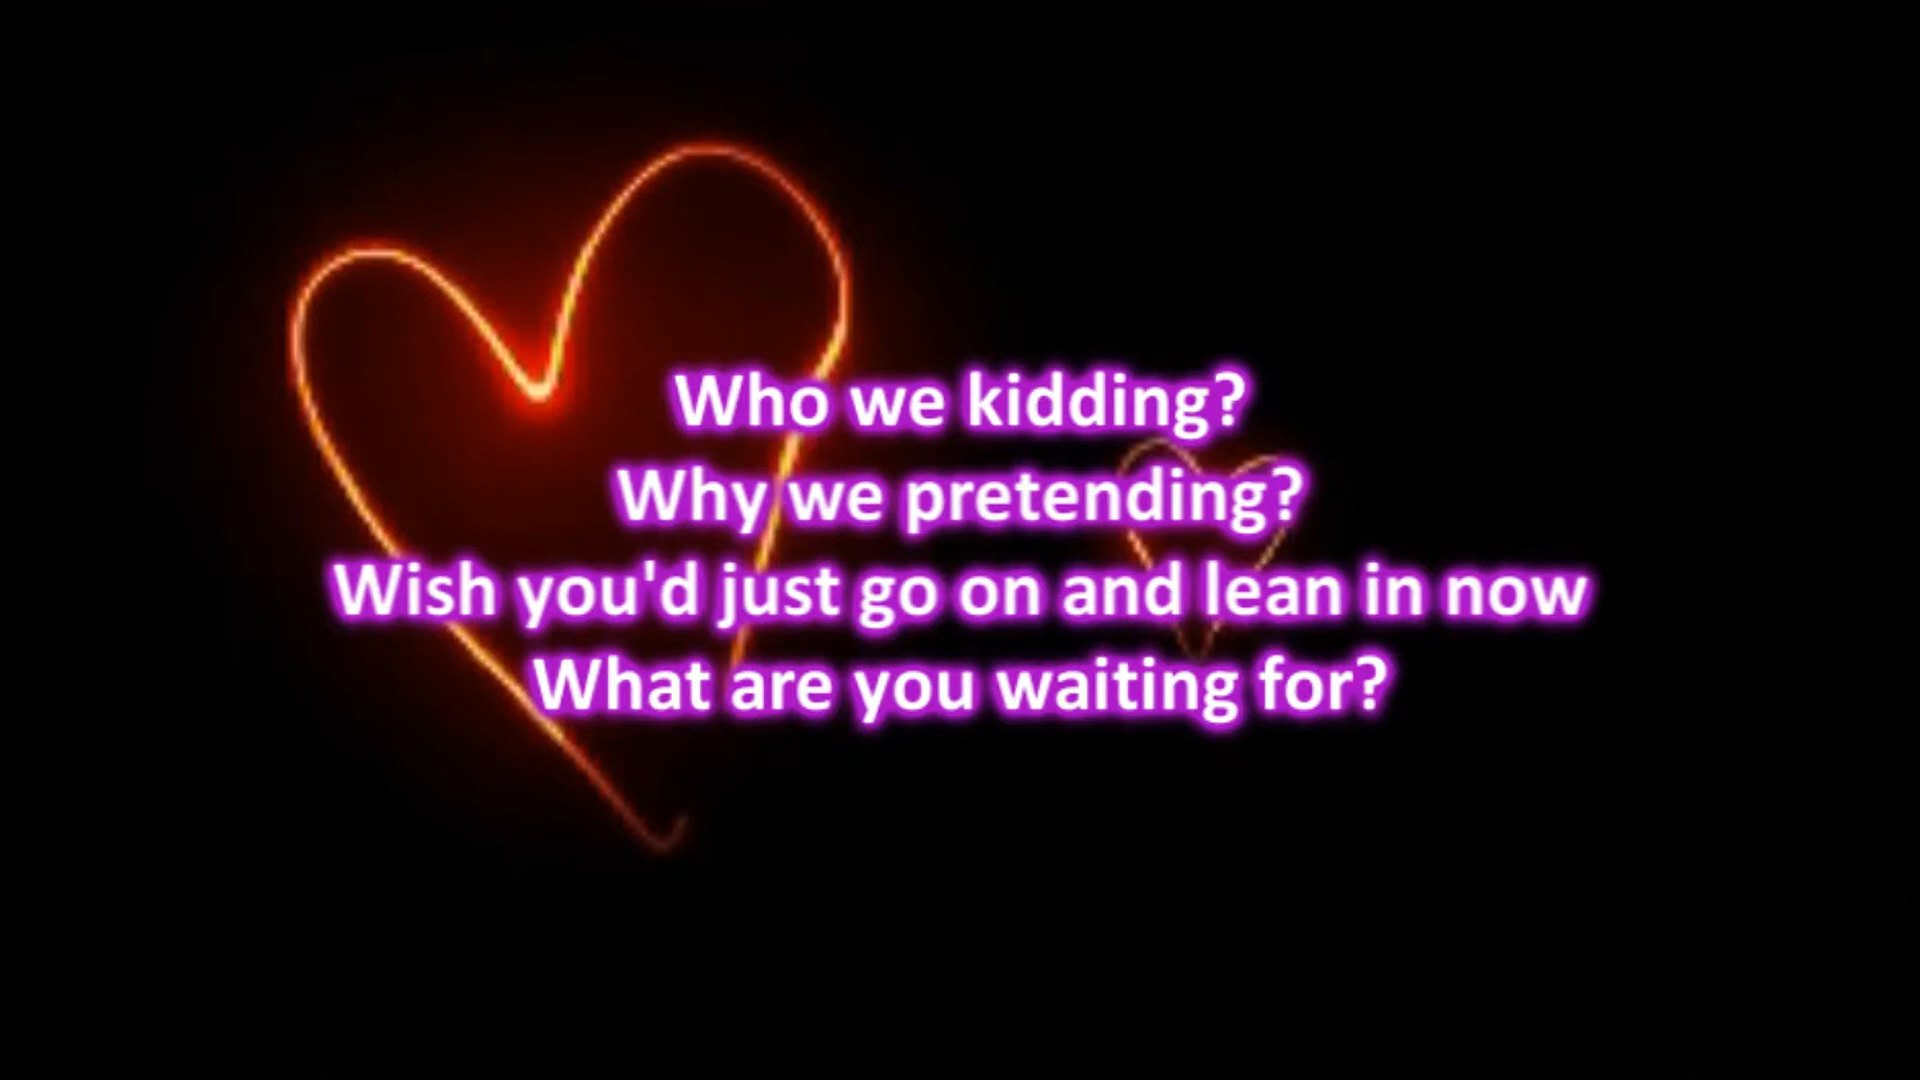 Who we kidding?
Why we pretending?
Wish you'd just go on and lean in now
What are you waiting for?